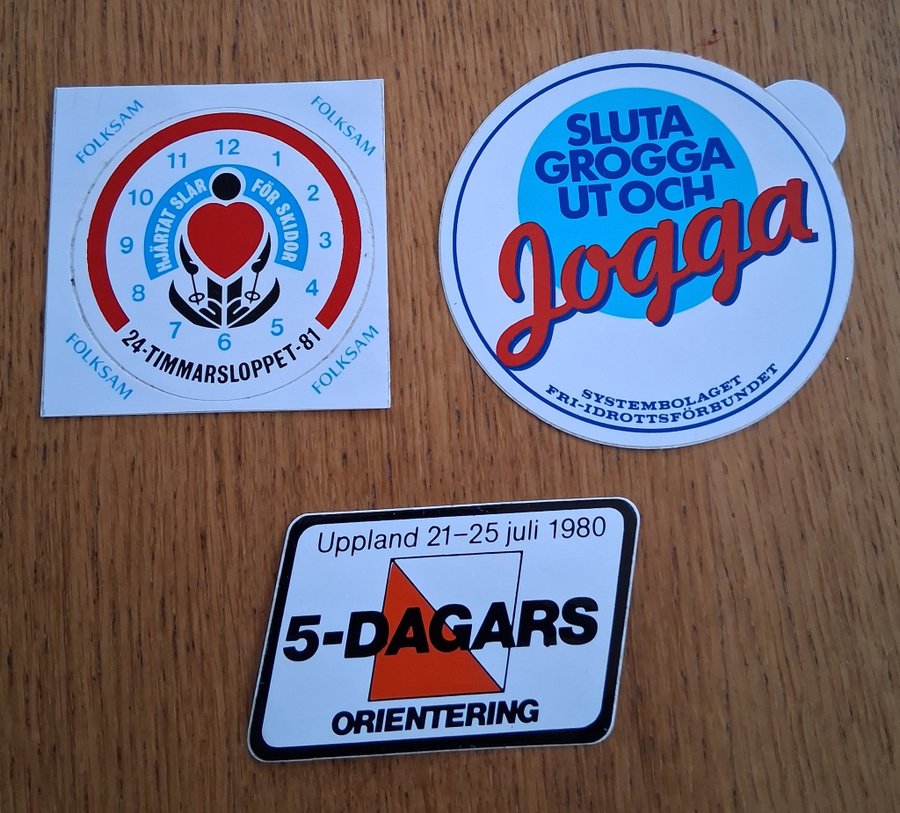 FOLKSAM
FOLKSAM
12
1
2
3
4
5
6
7
8
9
10
11
HJÄRTAT SLÅR FÖR SKIDOR
24-TIMMARSLOPPET-81
FOLKSAM
FOLKSAM
SLUTA
GROGGA
UT OCH
Jogga
SYSTEMBOLAGET
FRI-IDROTTSFÖRBUNDET
Uppland 21-25 juli 1980
5-DAGARS
ORIENTERING